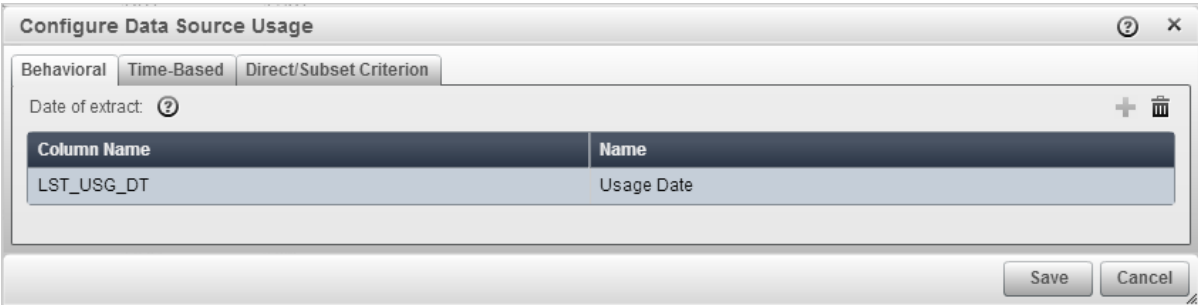 Configure Data Source Usage
Behavioral Time-Based Direct/Subset Criterion
Date of extract:
Column Name Name
LST_USG_DT Usage Date
Save Cancel